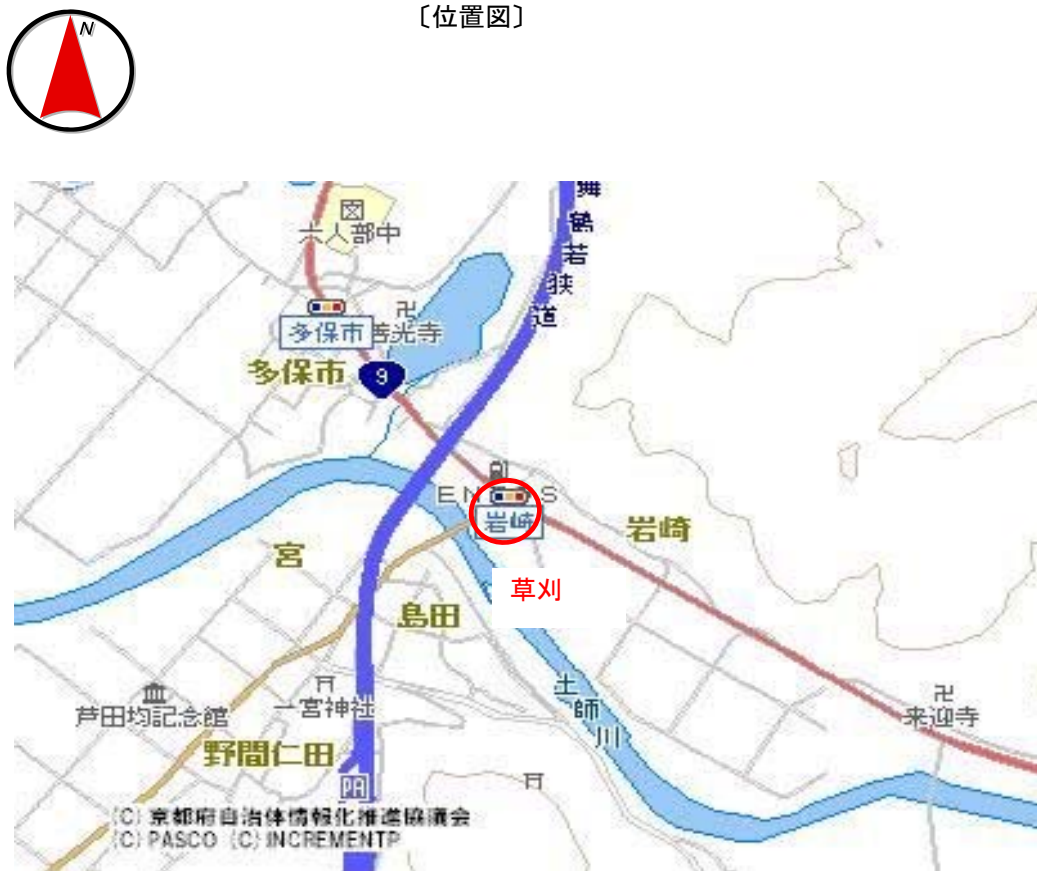 〔位置図〕
N
舞鶴若狭道
六人部中
多保市
善光寺
多保市
9
ENEOS
岩崎
岩崎
宮
草刈
島田
土師川
芦田均記念館
一宮神社
来迎寺
野間仁田
PA
(C) 京都府自治体情報化推進協議会
(C) PASCO (C) INCREMENTP